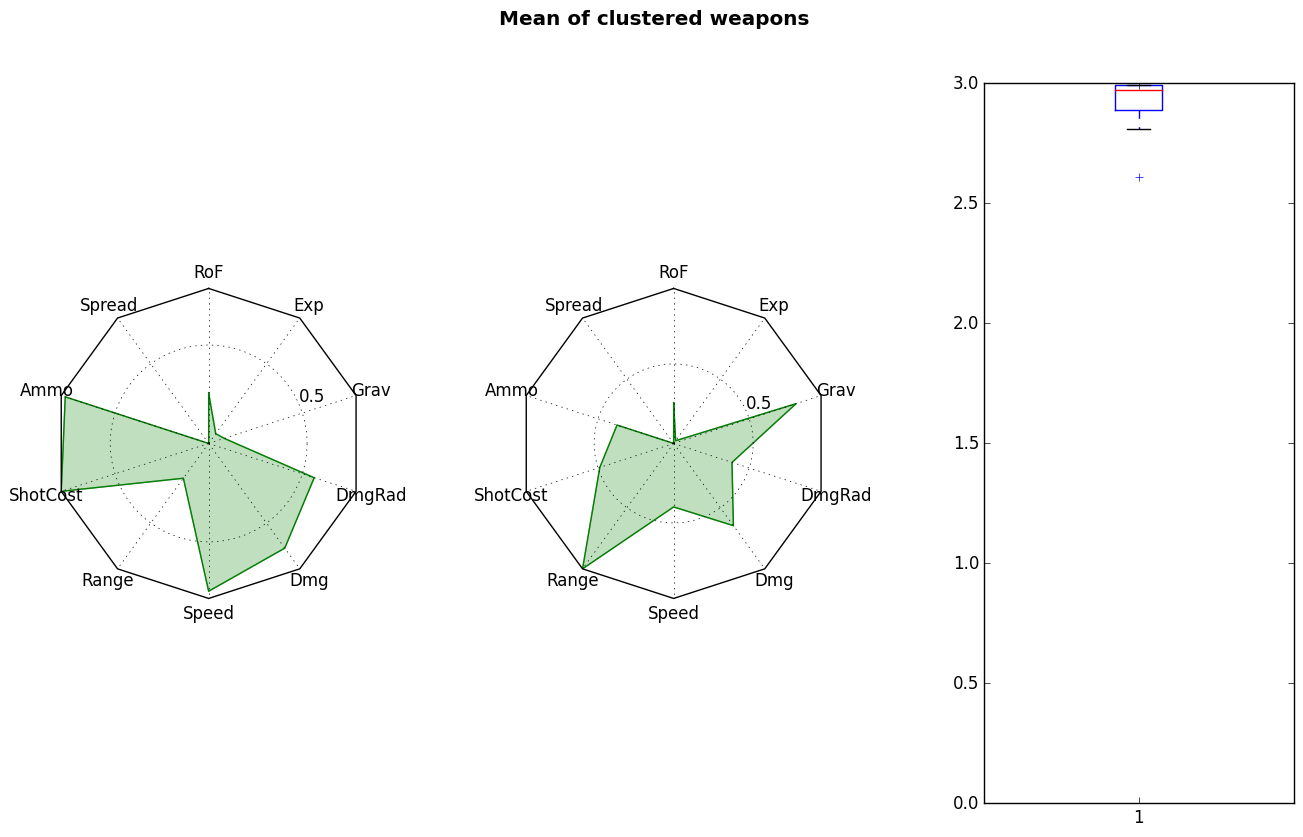 Mean of clustered weapons
RoF
Exp
Grav
DmgRad
Dmg
Speed
Range
ShotCost
Ammo
Spread
0.5
RoF
Exp
Grav
DmgRad
Dmg
Speed
Range
ShotCost
Ammo
Spread
0.5
3.0
2.5
2.0
1.5
1.0
0.5
0.0
1